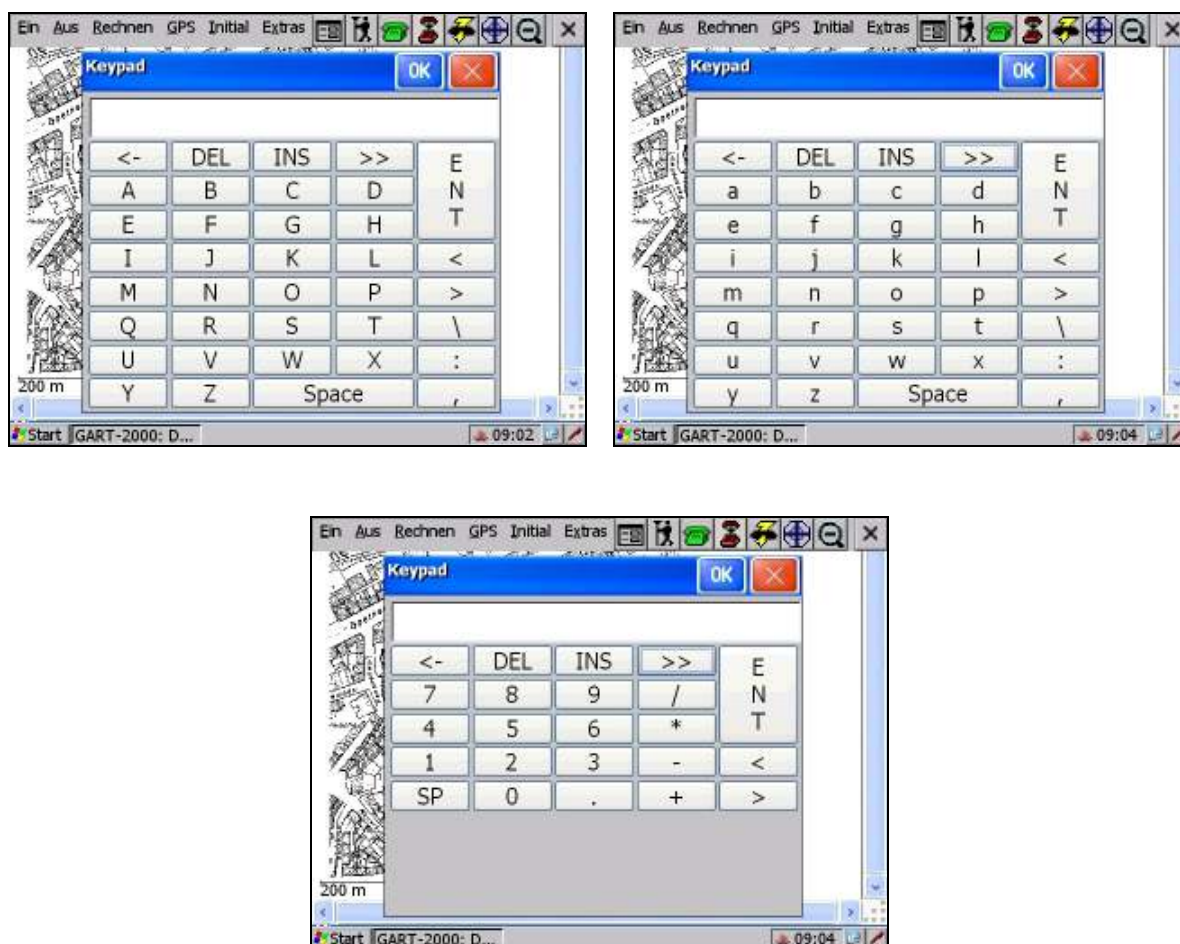 Ein Aus Rechnen GPS Initial Extras
Keypad OK
<- DEL INS >> ENT
A B C D
E F G H
I J K L <
M N O P >
Q R S T \
U V W X :
Y Z Space ,
200 m
Start GART-2000: D... 09:02
Ein Aus Rechnen GPS Initial Extras
Keypad OK
<- DEL INS >> ENT
a b c d
e f g h
i j k l <
m n o p >
q r s t \
u v w x :
y z Space ,
200 m
Start GART-2000: D... 09:04
Ein Aus Rechnen GPS Initial Extras
Keypad OK
<- DEL INS >> ENT
7 8 9 /
4 5 6 *
1 2 3 - <
SP 0 . + >
200 m
Start GART-2000: D... 09:04